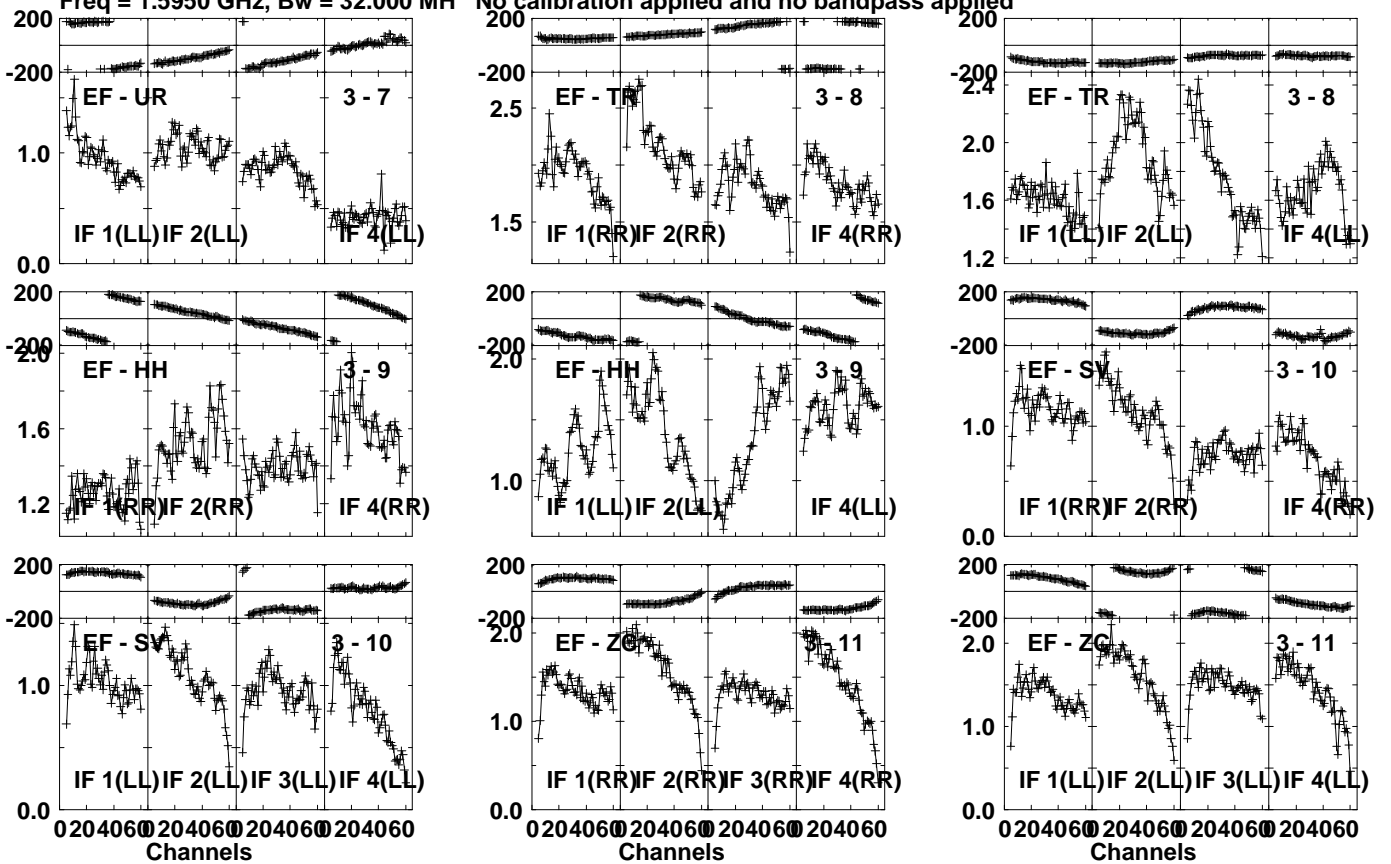 Freq = 1.5950 GHz, Bw = 32.000 MH No calibration applied and no bandpass applied
-200 -200
EF - UR 3 - 7 EF - TR 3 - 8 EF - TR 3 - 8
1.0 2.5 2.4
2.0
1.5 1.6
IF 1(LL) IF 2(LL) IF 4(LL) IF 1(RR) IF 2(RR) IF 4(RR) IF 1(LL) IF 2(LL) IF 4(LL)
0.0 1.2
200 200 200
-200 -200
2.0 2.0
EF - HH 3 - 9 EF - HH 3 - 9 EF - SV 3 - 10
1.6 1.0
1.2 1.0
IF 1(RR) IF 2(RR) IF 4(RR) IF 1(LL) IF 2(LL) IF 4(LL) IF 1(RR) IF 2(RR) IF 4(RR)
0.0
200 200 200
-200 -200 -200
EF - SV 3 - 10 EF - ZC 3 - 11 EF - ZC 3 - 11
2.0 2.0
1.0 1.0 1.0
IF 1(LL) IF 2(LL) IF 3(LL) IF 4(LL) IF 1(RR) IF 2(RR) IF 3(RR) IF 4(RR) IF 1(LL) IF 2(LL) IF 3(LL) IF 4(LL)
0.0 0.0 0.0
0 20 40 60 0 20 40 60 0 20 40 60 0 20 40 60 0 20 40 60 0 20 40 60
Channels Channels Channels